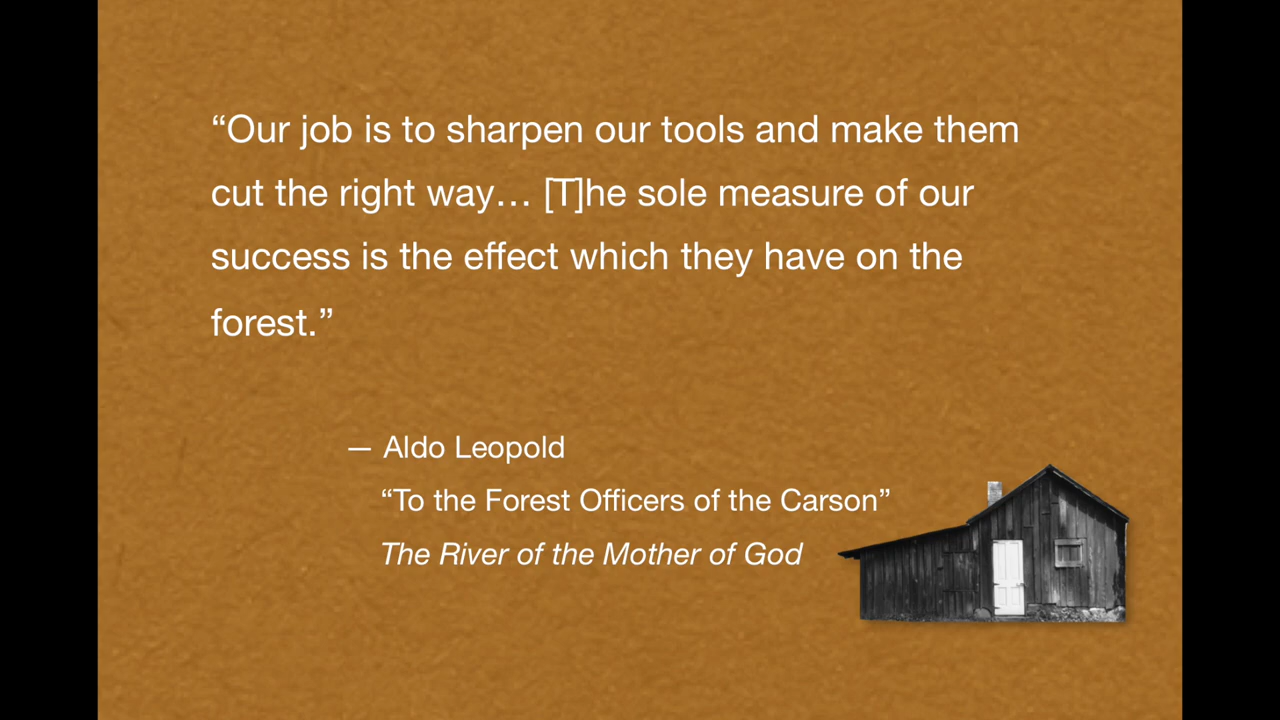 “Our job is to sharpen our tools and make them
cut the right way… [T]he sole measure of our
success is the effect which they have on the
forest.”
— Aldo Leopold
“To the Forest Officers of the Carson”
The River of the Mother of God